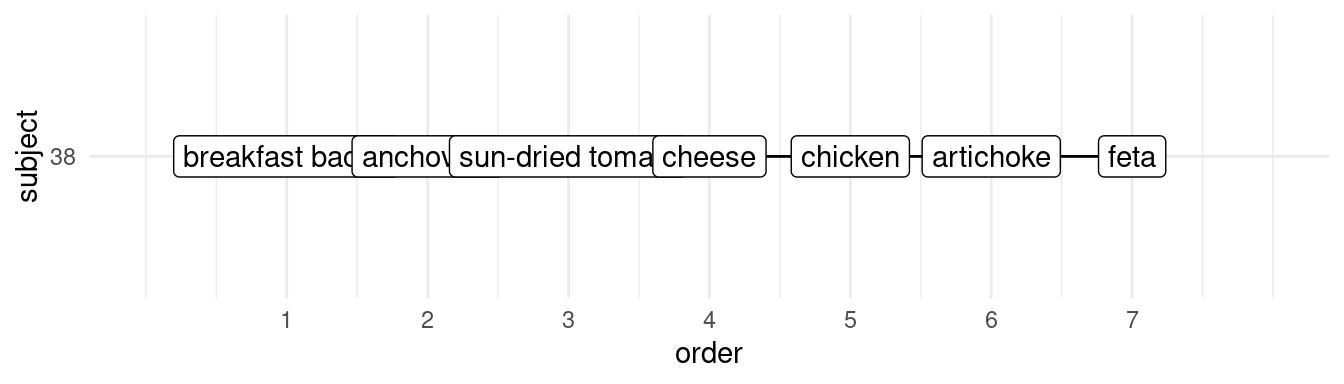 subject
38
breakfast bac
anchov
sun-dried toma
cheese
chicken
artichoke
feta
1 2 3 4 5 6 7
order